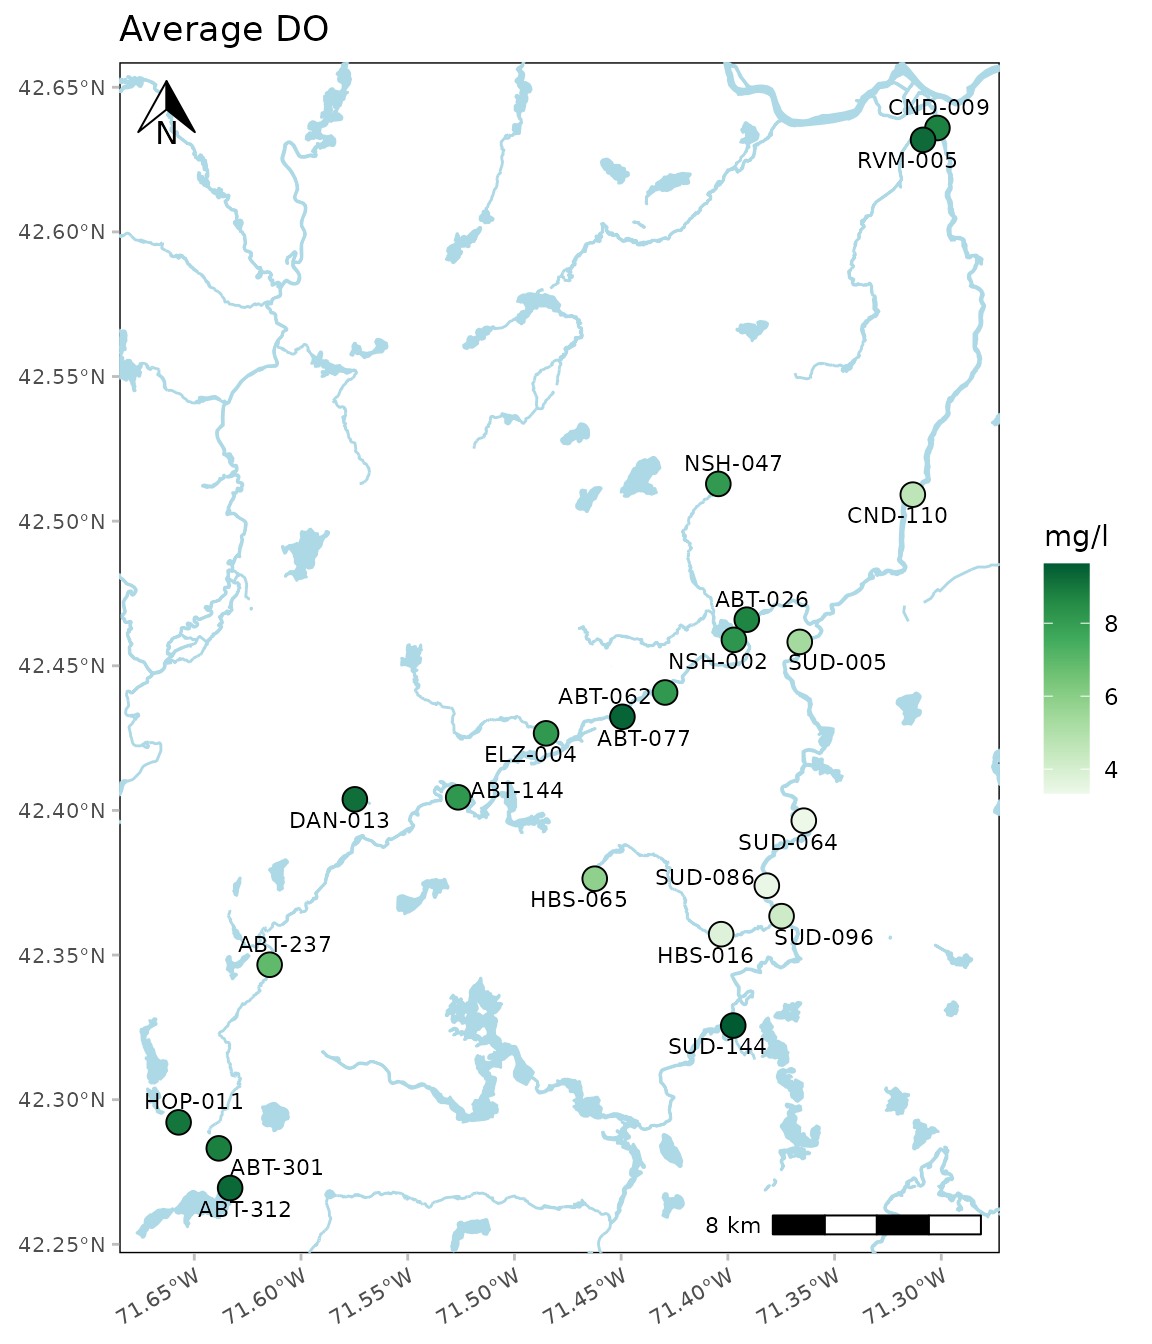 Average DO
42.65°N
42.60°N
42.55°N
42.50°N
42.45°N
42.40°N
42.35°N
42.30°N
42.25°N
N
CND-009
RVM-005
NSH-047
CND-110
ABT-026
NSH-002
SUD-005
ABT-062
ABT-077
ELZ-004
ABT-144
DAN-013
SUD-064
HBS-065
SUD-086
SUD-096
HBS-016
ABT-237
SUD-144
HOP-011
ABT-301
ABT-312
8 km
71.65°W
71.60°W
71.55°W
71.50°W
71.45°W
71.40°W
71.35°W
71.30°W
mg/l
8
6
4